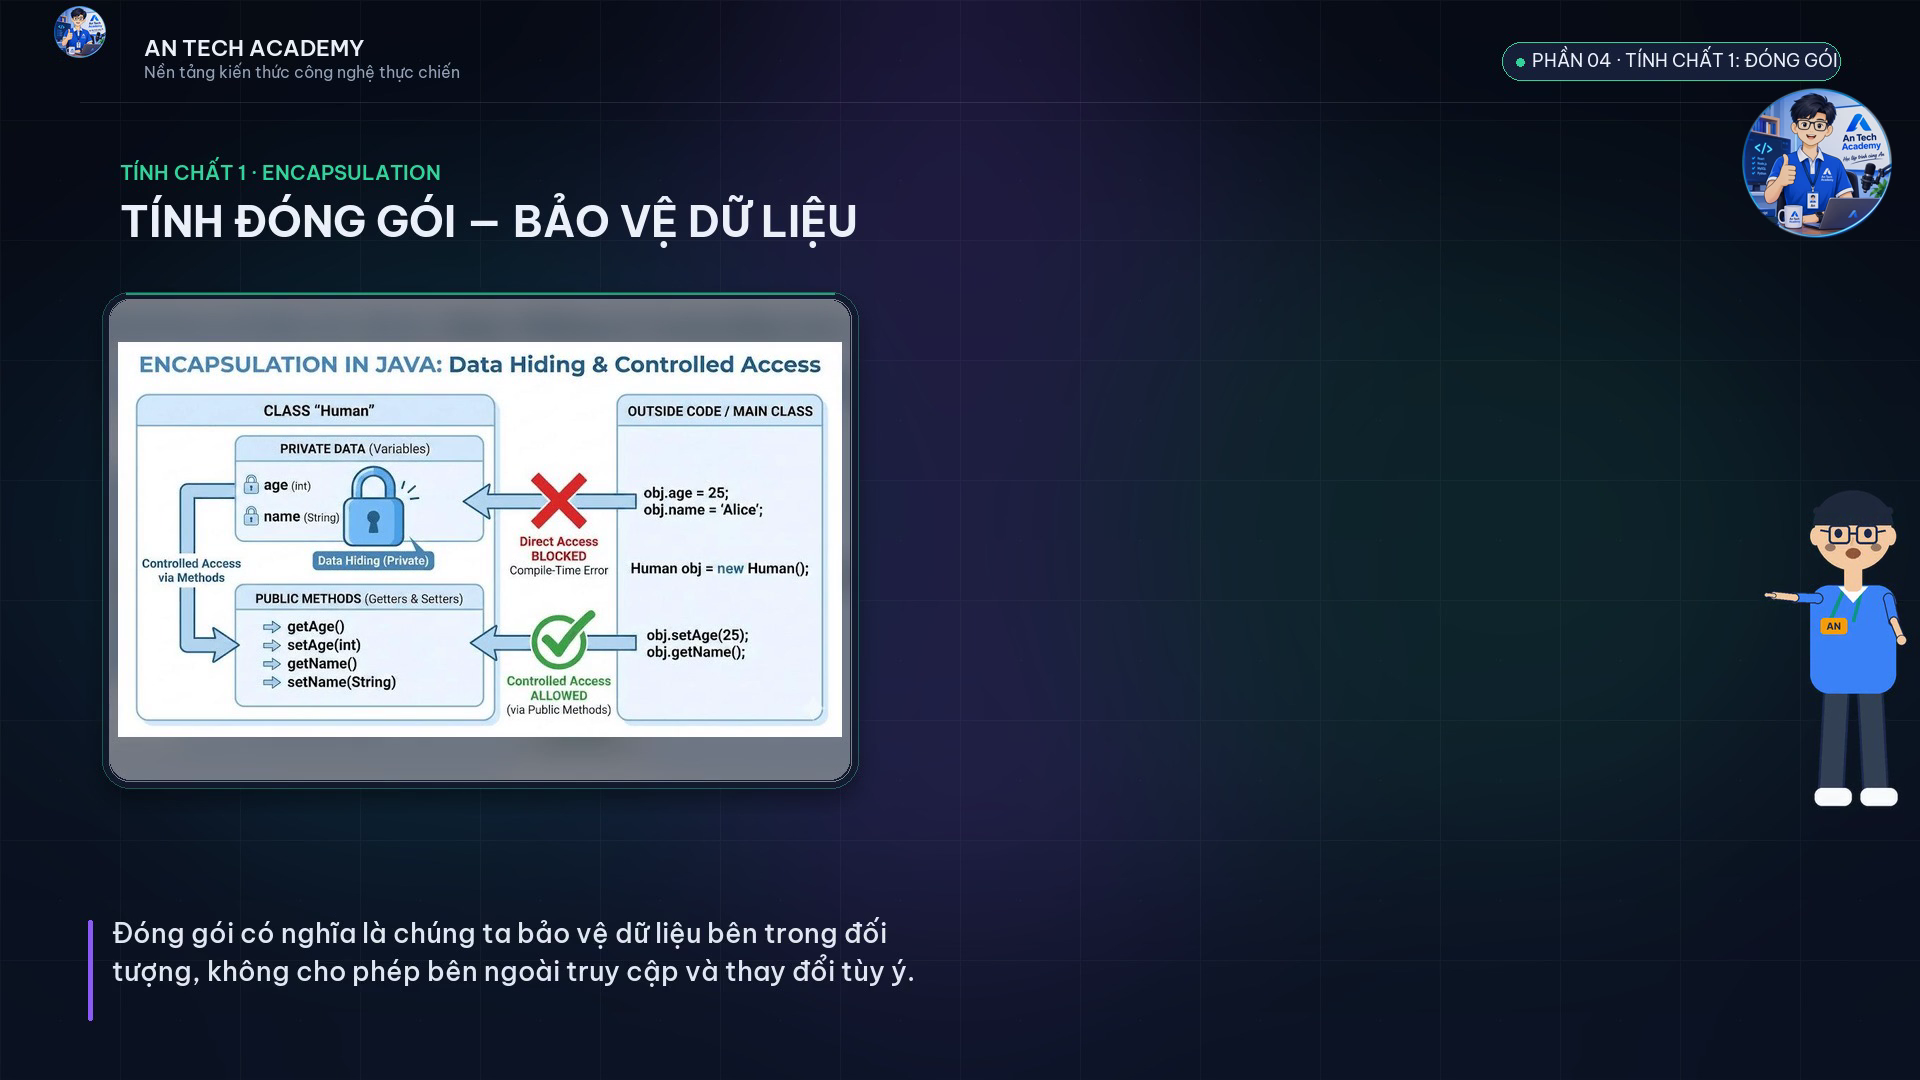 AN TECH ACADEMY
Nền tảng kiến thức công nghệ thực chiến
PHẦN 04 · TÍNH CHẤT 1: ĐÓNG GÓI
An Tech
Academy
TÍNH CHẤT 1 · ENCAPSULATION
TÍNH ĐÓNG GÓI — BẢO VỆ DỮ LIỆU
ENCAPSULATION IN JAVA: Data Hiding & Controlled Access
CLASS “Human”
PRIVATE DATA (Variables)
age (int)
name (String)
Data Hiding (Private)
Controlled Access
via Methods
PUBLIC METHODS (Getters & Setters)
getAge()
setAge(int)
getName()
setName(String)
Direct Access
BLOCKED
Compile-Time Error
Controlled Access
ALLOWED
(via Public Methods)
OUTSIDE CODE / MAIN CLASS
obj.age = 25;
obj.name = ‘Alice’;
Human obj = new Human();
obj.setAge(25);
obj.getName();
AN
Đóng gói có nghĩa là chúng ta bảo vệ dữ liệu bên trong đối
tượng, không cho phép bên ngoài truy cập và thay đổi tùy ý.